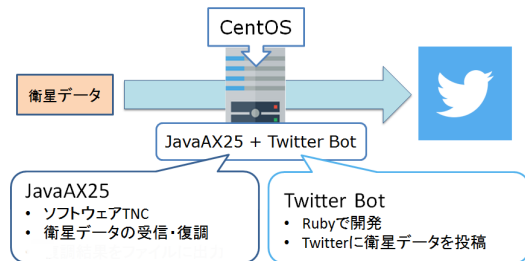 CentOS
衛星データ
JavaAX25 + Twitter Bot
JavaAX25
• ソフトウェアTNC
• 衛星データの受信・復調
Twitter Bot
• Rubyで開発
• Twitterに衛星データを投稿